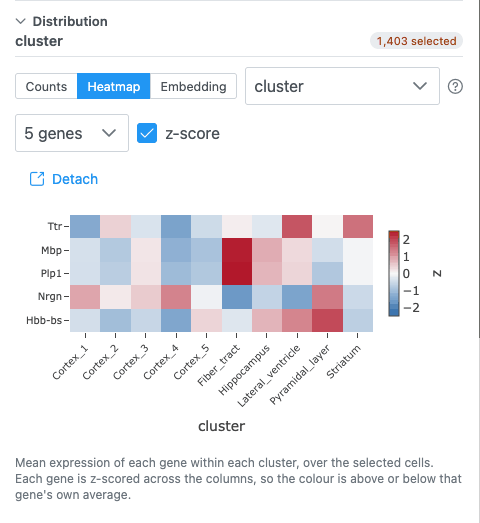 Distribution
cluster
1,403 selected
Counts
Heatmap
Embedding
cluster
5 genes
z-score
Detach
Ttr
Mbp
Plp1
Nrgn
Hbb-bs
2
1
0
−1
−2
z
Cortex_1
Cortex_2
Cortex_3
Cortex_4
Cortex_5
Fiber_tract
Hippocampus
Lateral_ventricle
Pyramidal_layer
Striatum
cluster
Mean expression of each gene within each cluster, over the selected cells.
Each gene is z-scored across the columns, so the colour is above or below that
gene's own average.